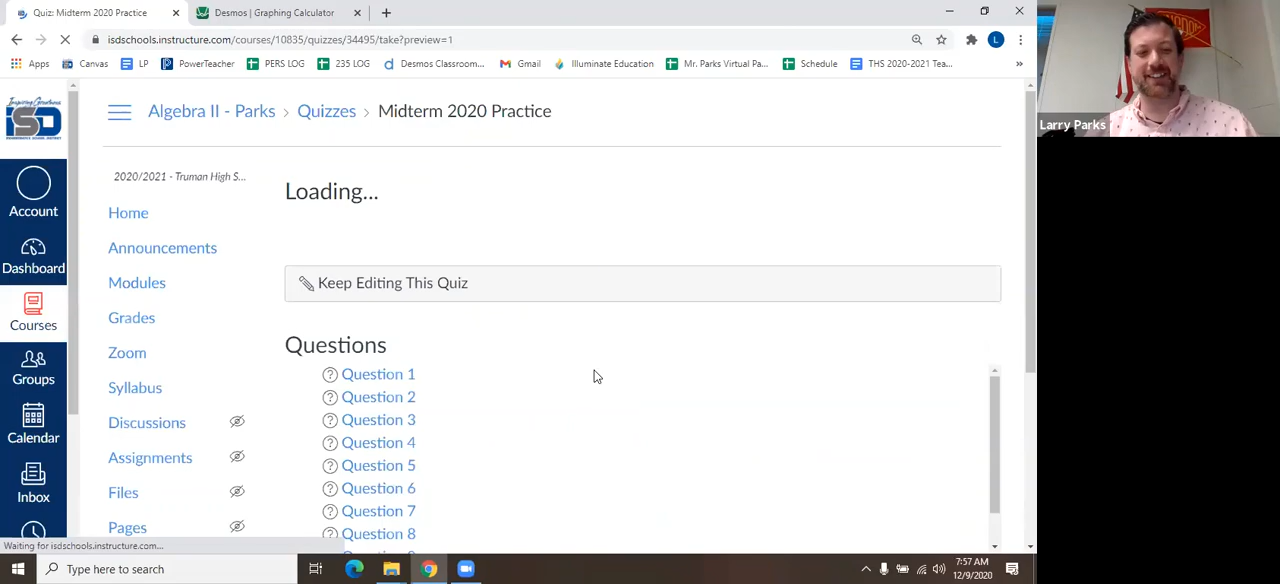 Quiz: Midterm 2020 Practice
Desmos | Graphing Calculator
isdschools.instructure.com/courses/10835/quizzes/34495/take?preview=1
Apps
Canvas
LP
PowerTeacher
PERS LOG
235 LOG
Desmos Classroom...
Gmail
Illuminate Education
Mr. Parks Virtual Pa...
Schedule
THS 2020-2021 Tea...
»
L
Larry Parks
ISD
Algebra II - Parks › Quizzes › Midterm 2020 Practice
Account
Dashboard
Courses
Groups
Calendar
Inbox
2020/2021 - Truman High S...
Home
Announcements
Modules
Grades
Zoom
Syllabus
Discussions
Assignments
Files
Pages
Loading...
Keep Editing This Quiz
Questions
Question 1
Question 2
Question 3
Question 4
Question 5
Question 6
Question 7
Question 8
Waiting for isdschools.instructure.com...
Type here to search
7:57 AM
12/9/2020